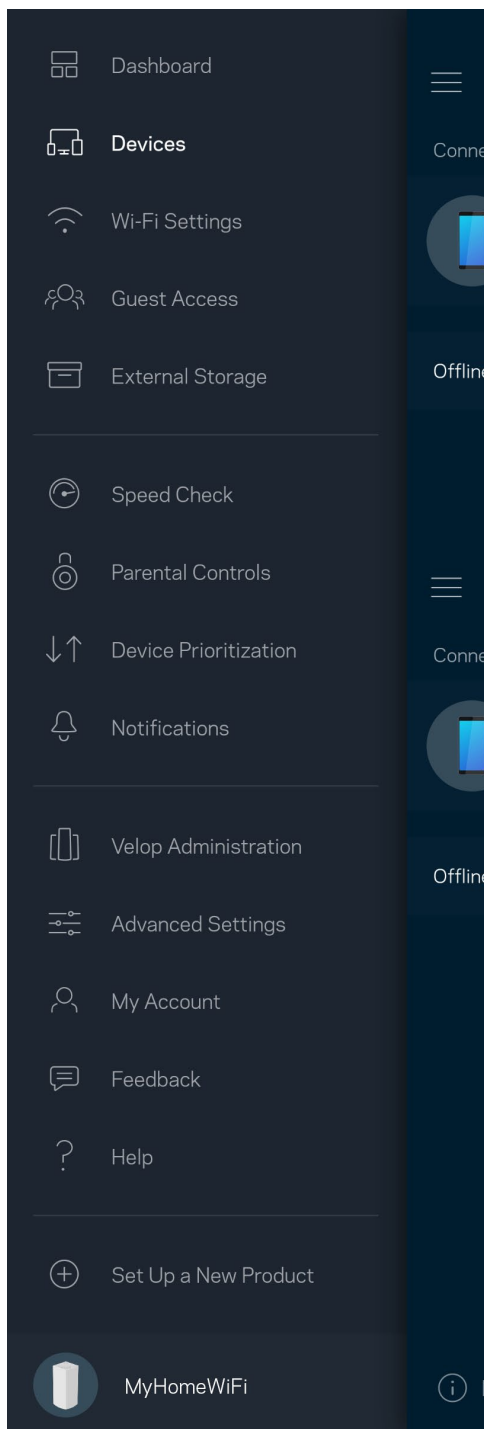 Dashboard
Devices
Wi-Fi Settings
Guest Access
External Storage
Speed Check
Parental Controls
Device Prioritization
Notifications
Velop Administration
Advanced Settings
My Account
Feedback
Help
Set Up a New Product
MyHomeWiFi